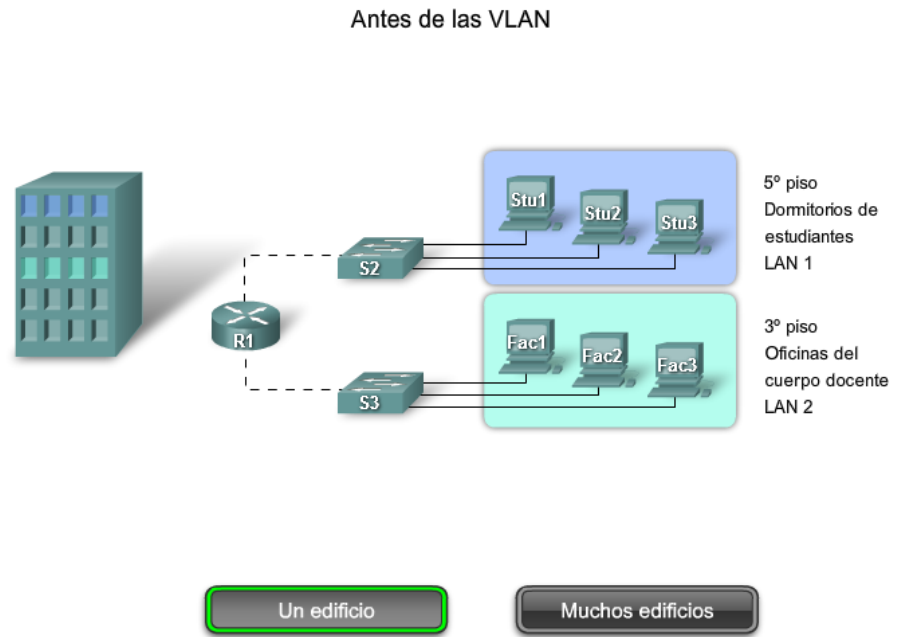 Antes de las VLAN
Stu1
Stu2
Stu3
5º piso
Dormitorios de
estudiantes
LAN 1
S2
R1
Fac1
Fac2
Fac3
3º piso
Oficinas del
cuerpo docente
LAN 2
S3
Un edificio
Muchos edificios